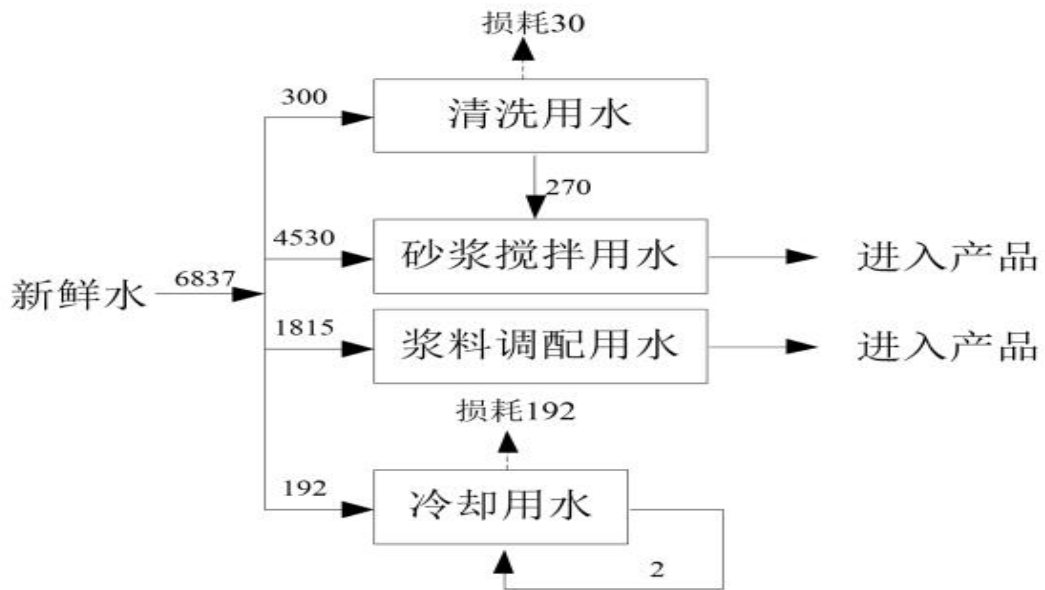 损耗30
300
清洗用水
270
4530
砂浆搅拌用水
进入产品
新鲜水
6837
1815
浆料调配用水
进入产品
损耗192
192
冷却用水
2